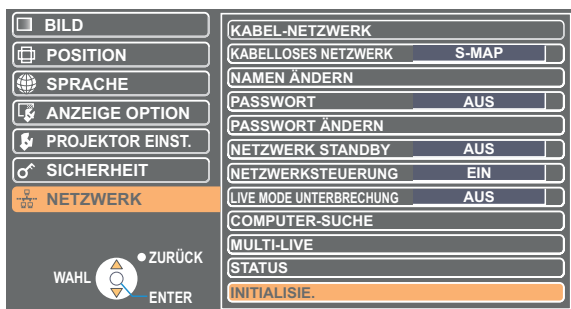 BILD
POSITION
SPRACHE
ANZEIGE OPTION
PROJEKTOR EINST.
SICHERHEIT
NETZWERK
ZURÜCK
WAHL
ENTER
KABEL-NETZWERK
KABELLOSES NETZWERK S-MAP
NAMEN ÄNDERN
PASSWORT AUS
PASSWORT ÄNDERN
NETZWERK STANDBY AUS
NETZWERKSTEUERUNG EIN
LIVE MODE UNTERBRECHUNG AUS
COMPUTER-SUCHE
MULTI-LIVE
STATUS
INITIALISIE.